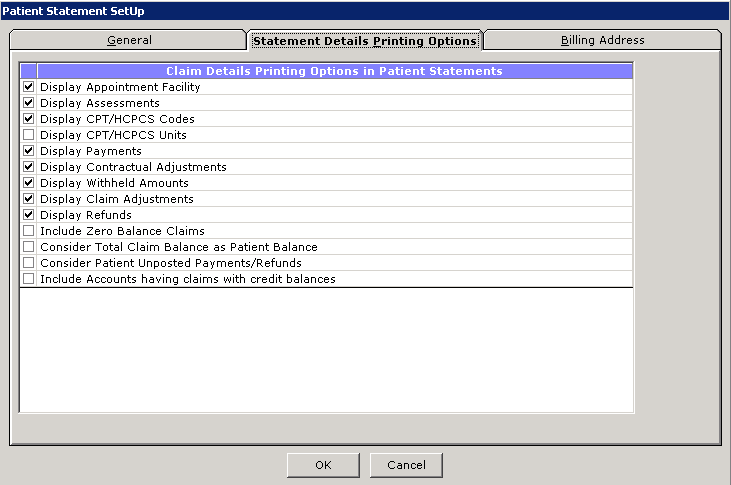 Patient Statement SetUp
General
Statement Details Printing Options
Billing Address
Claim Details Printing Options in Patient Statements
Display Appointment Facility
Display Assessments
Display CPT/HCPCS Codes
Display CPT/HCPCS Units
Display Payments
Display Contractual Adjustments
Display Withheld Amounts
Display Claim Adjustments
Display Refunds
Include Zero Balance Claims
Consider Total Claim Balance as Patient Balance
Consider Patient Unposted Payments/Refunds
Include Accounts having claims with credit balances
OK
Cancel